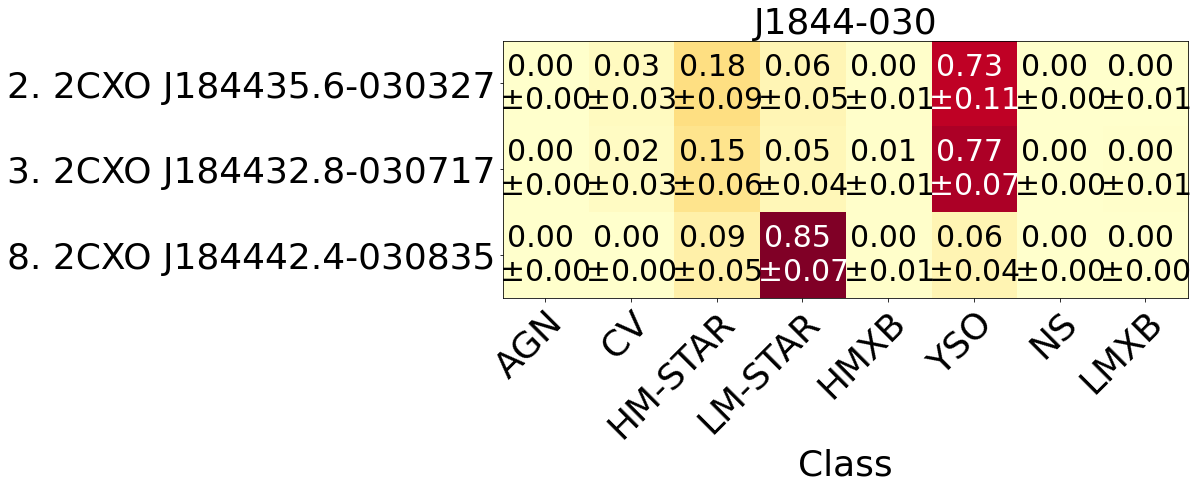 J1844-030
2. 2CXO J184435.6-030327
0.00 0.03 0.18 0.06 0.00 0.73 0.00 0.00
±0.00 ±0.03 ±0.09 ±0.05 ±0.01 ±0.11 ±0.00 ±0.01
3. 2CXO J184432.8-030717
0.00 0.02 0.15 0.05 0.01 0.77 0.00 0.00
±0.00 ±0.03 ±0.06 ±0.04 ±0.01 ±0.07 ±0.00 ±0.01
8. 2CXO J184442.4-030835
0.00 0.00 0.09 0.85 0.00 0.06 0.00 0.00
±0.00 ±0.00 ±0.05 ±0.07 ±0.01 ±0.04 ±0.00 ±0.00
AGN CV HM-STAR LM-STAR HMXB YSO NS LMXB
Class